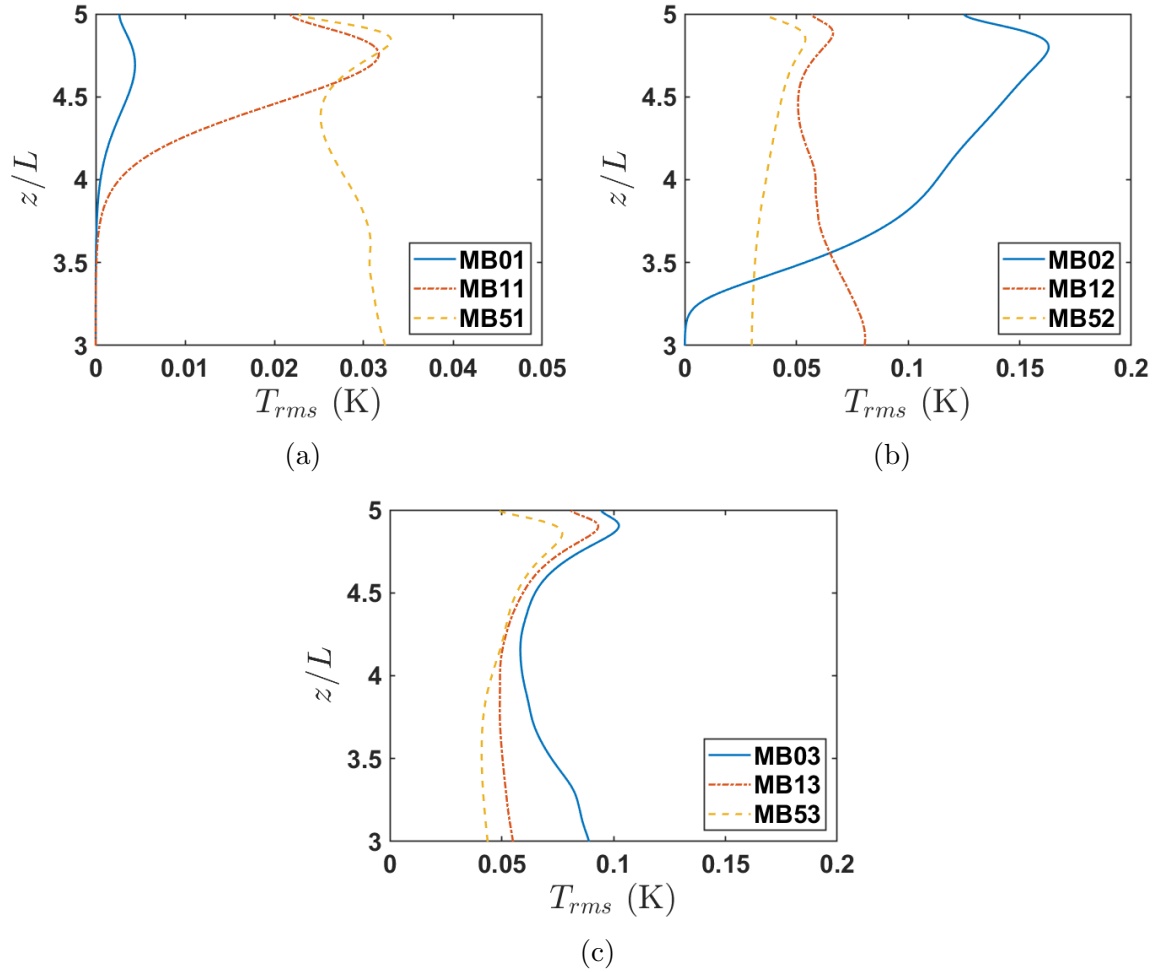 5
4.5
4
3.5
3
z/L
0 0.01 0.02 0.03 0.04 0.05
T_rms (K)
MB01
MB11
MB51
(a)
5
4.5
4
3.5
3
z/L
0 0.05 0.1 0.15 0.2
T_rms (K)
MB02
MB12
MB52
(b)
5
4.5
4
3.5
3
z/L
0 0.05 0.1 0.15 0.2
T_rms (K)
MB03
MB13
MB53
(c)